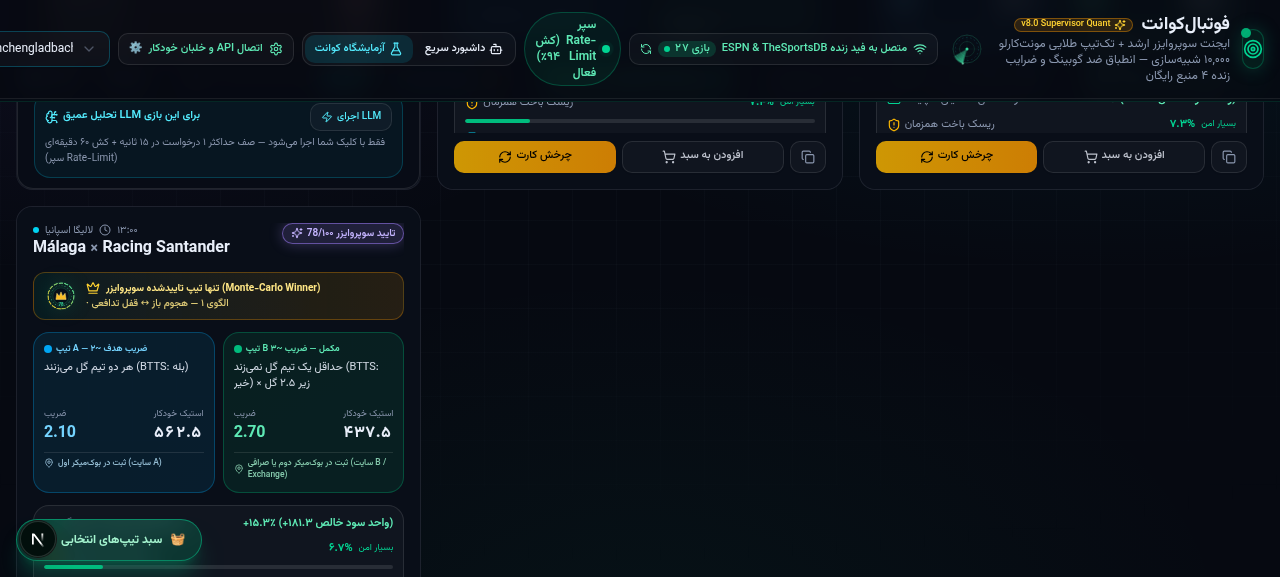 فوتبال‌کوانت
v8.0 Supervisor Quant
ایجنت سوپروایزر ارشد + تک‌تیپ طلایی مونت‌کارلو
۱۰,۰۰۰ شبیه‌سازی — انطباق ضد گوبینگ و ضرایب
زنده ۴ منبع رایگان
متصل به فید زنده ESPN & TheSportsDB
۲۷ بازی
سپر
Rate-
Limit (کش
۹۴٪)
فعال
داشبورد سریع
آزمایشگاه کوانت
اتصال API و خلبان خودکار
nchengladbach
ریسک باخت همزمان
۷.۳% بسیار امن
افزودن به سبد
چرخش کارت
ریسک باخت همزمان
بسیار امن
افزودن به سبد
چرخش کارت
تحلیل عمیق LLM برای این بازی
اجرای LLM
فقط با کلیک شما اجرا می‌شود — صف حداکثر ۱ درخواست در ۱۵ ثانیه + کش ۶۰ دقیقه‌ای
(سپر Rate-Limit)
لالیگا اسپانیا ۱۳:۰۰
Málaga × Racing Santander
تایید سوپروایزر 78/۱۰۰
تنها تیپ تاییدشده سوپروایزر (Monte-Carlo Winner)
الگوی ۱ — هجوم باز ↔ قفل تدافعی ·
تیپ A — ضریب هدف ~۲
هر دو تیم گل می‌زنند (BTTS: بله)
ضریب
استیک خودکار
2.10
۵۶۲.۵
ثبت در بوک‌میکر اول (سایت A)
تیپ B مکمل — ضریب ~۳
حداقل یک تیم گل نمی‌زند (BTTS:
خیر) × زیر ۲.۵ گل
ضریب
استیک خودکار
2.70
۴۳۷.۵
ثبت در بوک‌میکر دوم یا صرافی (سایت B /
Exchange)
+۱۵.۳٪ (+۱۸۱.۳ واحد سود خالص)
۶.۷% بسیار امن
سبد تیپ‌های انتخابی
N